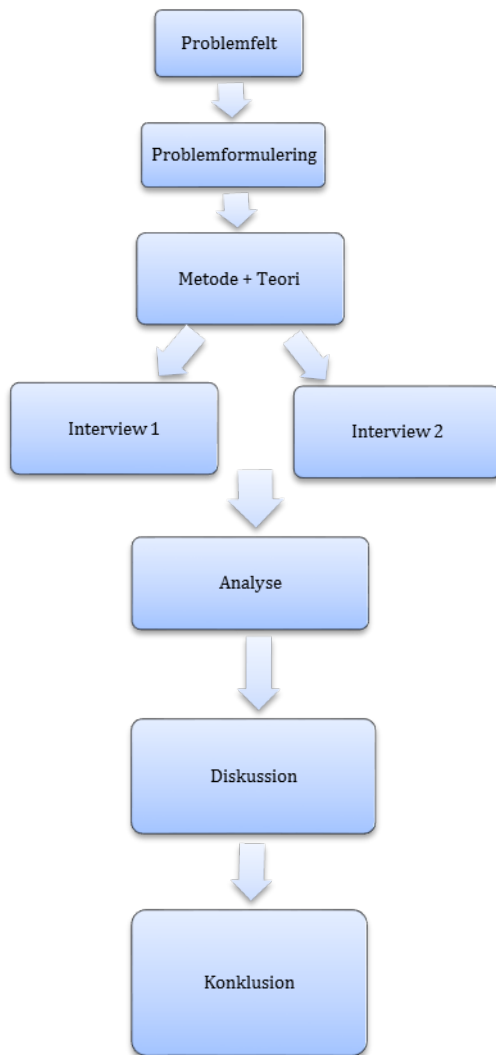 Problemfelt
Problemformulering
Metode + Teori
Interview 1
Interview 2
Analyse
Diskussion
Konklusion